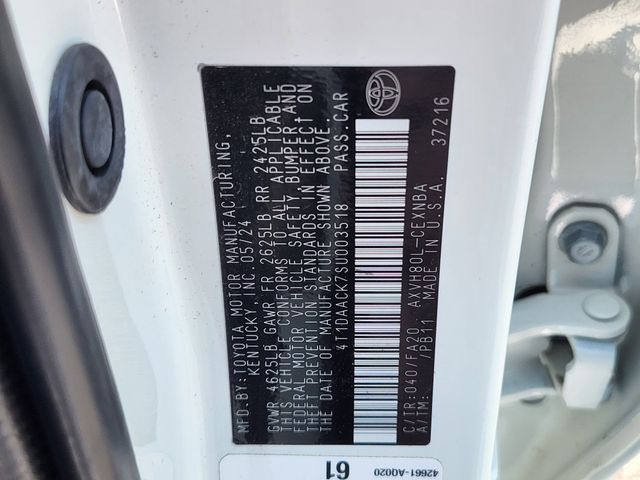 MFD.BY:TOYOTA MOTOR MANUFACTURING,
KENTUCKY, INC.05/24
GVWR 4625LB GAWR FR 2625LB RR 2425LB
THIS VEHICLE CONFORMS TO ALL APPLICABLE
FEDERAL MOTOR VEHICLE SAFETY,BUMPER AND
THEFT PREVENTION STANDARDS IN EFFECT ON
THE DATE OF MANUFACTURE SHOWN ABOVE.
4T1DAACK7SU003518 PASS.CAR
C/TR:040/FA20 AXVH80L-CEXNBA
A/TM: /PB11 MADE IN U.S.A. 37216
42661-AQ020
61